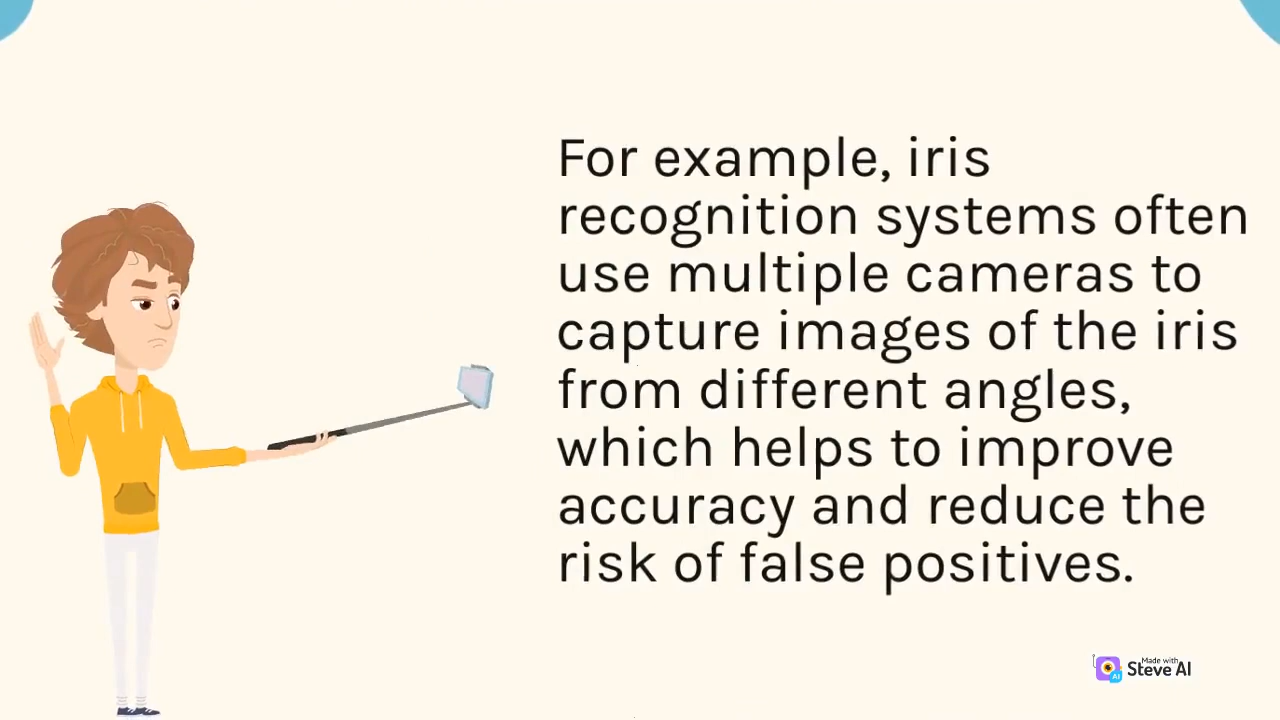 For example, iris
recognition systems often
use multiple cameras to
capture images of the iris
from different angles,
which helps to improve
accuracy and reduce the
risk of false positives.
Made with
Steve AI
AI